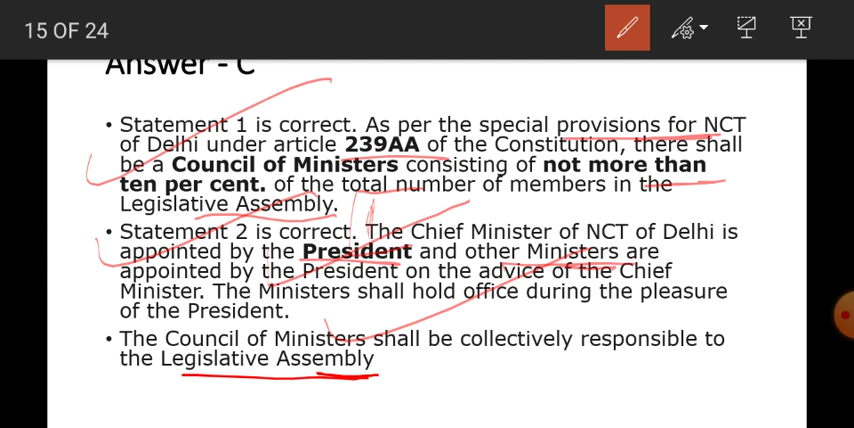 15 OF 24
Answer - C
• Statement 1 is correct. As per the special provisions for NCT
of Delhi under article 239AA of the Constitution, there shall
be a Council of Ministers consisting of not more than
ten per cent. of the total number of members in the
Legislative Assembly.
• Statement 2 is correct. The Chief Minister of NCT of Delhi is
appointed by the President and other Ministers are
appointed by the President on the advice of the Chief
Minister. The Ministers shall hold office during the pleasure
of the President.
• The Council of Ministers shall be collectively responsible to
the Legislative Assembly